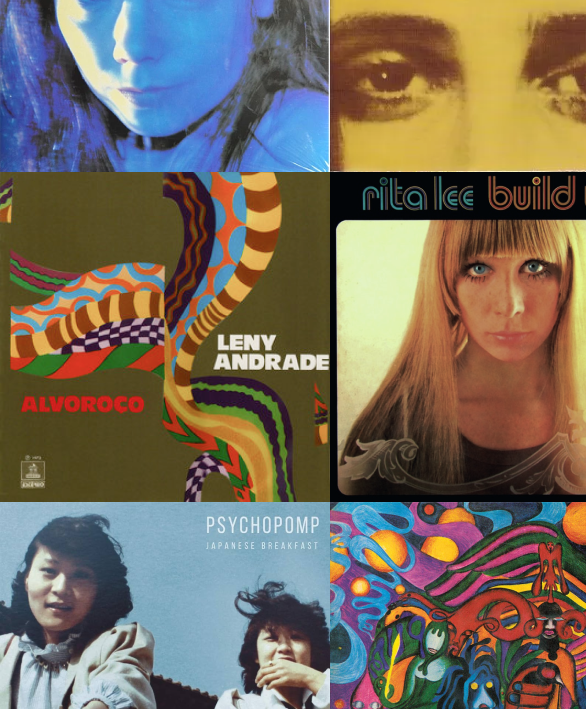 rita lee build
LENY
ANDRADE
ALVOROÇO
PSYCHOPOMP
JAPANESE BREAKFAST